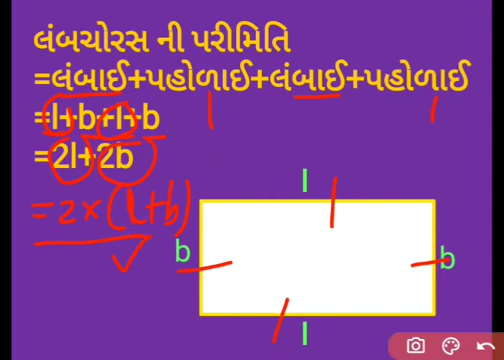 લંબચોરસ ની પરીમિતિ
=લંબાઈ+પહોળાઈ+લંબાઈ+પહોળાઈ
=l+b+l+b
=2l+2b
=2×(l+b)
l
b
b
l